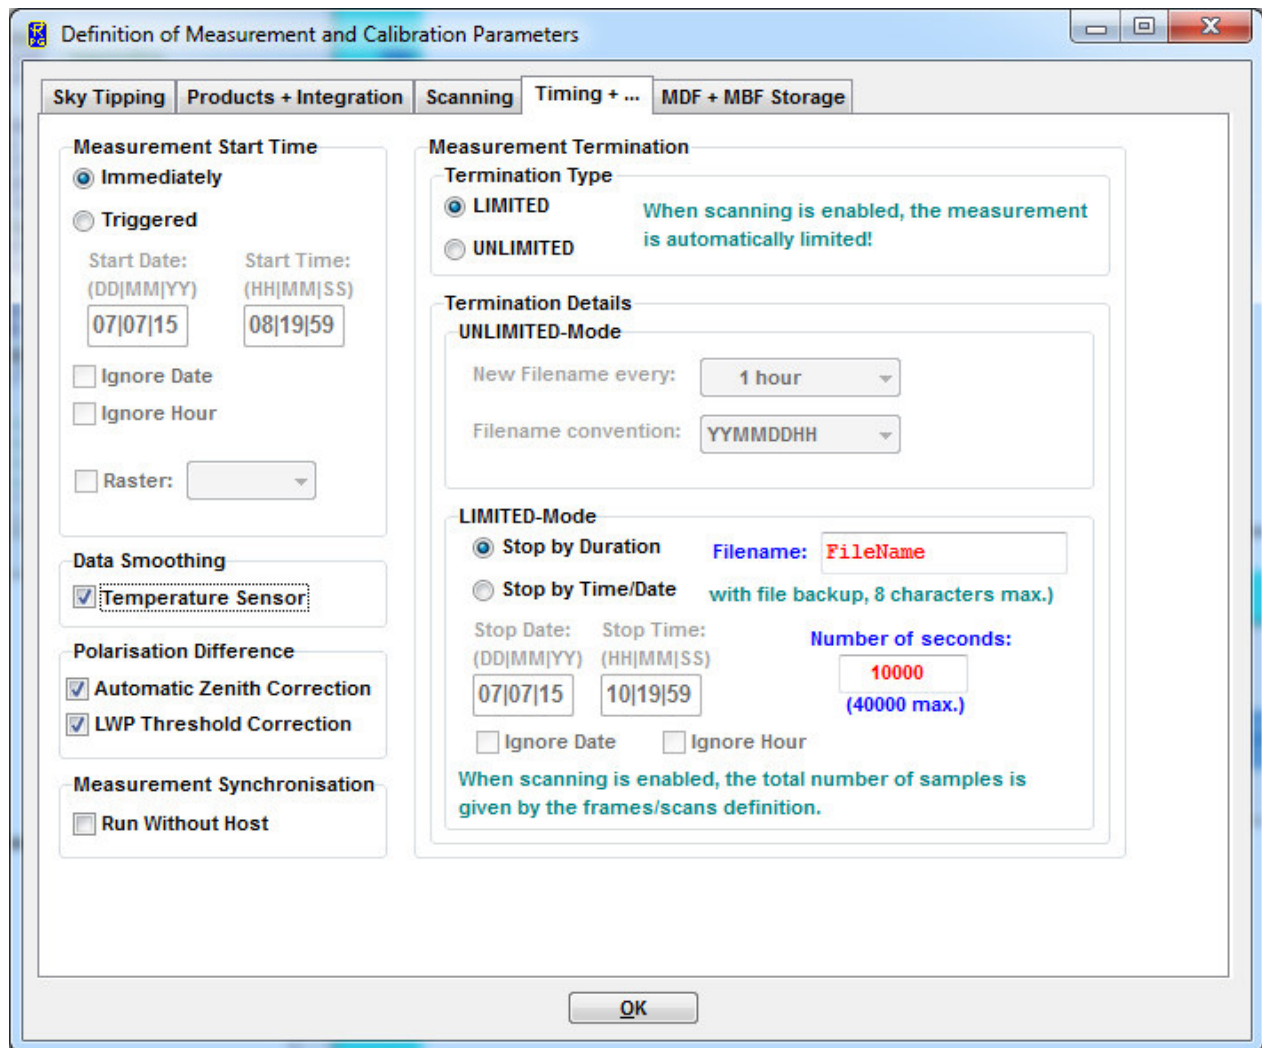 RPG
Definition of Measurement and Calibration Parameters
X
Sky Tipping
Products + Integration
Scanning
Timing + ...
MDF + MBF Storage
Measurement Start Time
Immediately
Triggered
Start Date: Start Time:
(DD|MM|YY) (HH|MM|SS)
07|07|15 08|19|59
Ignore Date
Ignore Hour
Raster:
Data Smoothing
Temperature Sensor
Polarisation Difference
Automatic Zenith Correction
LWP Threshold Correction
Measurement Synchronisation
Run Without Host
Measurement Termination
Termination Type
LIMITED
UNLIMITED
When scanning is enabled, the measurement
is automatically limited!
Termination Details
UNLIMITED-Mode
New Filename every: 1 hour
Filename convention: YYMMDDHH
LIMITED-Mode
Stop by Duration
Filename: FileName
Stop by Time/Date
with file backup, 8 characters max.)
Stop Date: Stop Time:
(DD|MM|YY) (HH|MM|SS)
07|07|15 10|19|59
Number of seconds:
10000
(40000 max.)
Ignore Date Ignore Hour
When scanning is enabled, the total number of samples is
given by the frames/scans definition.
OK